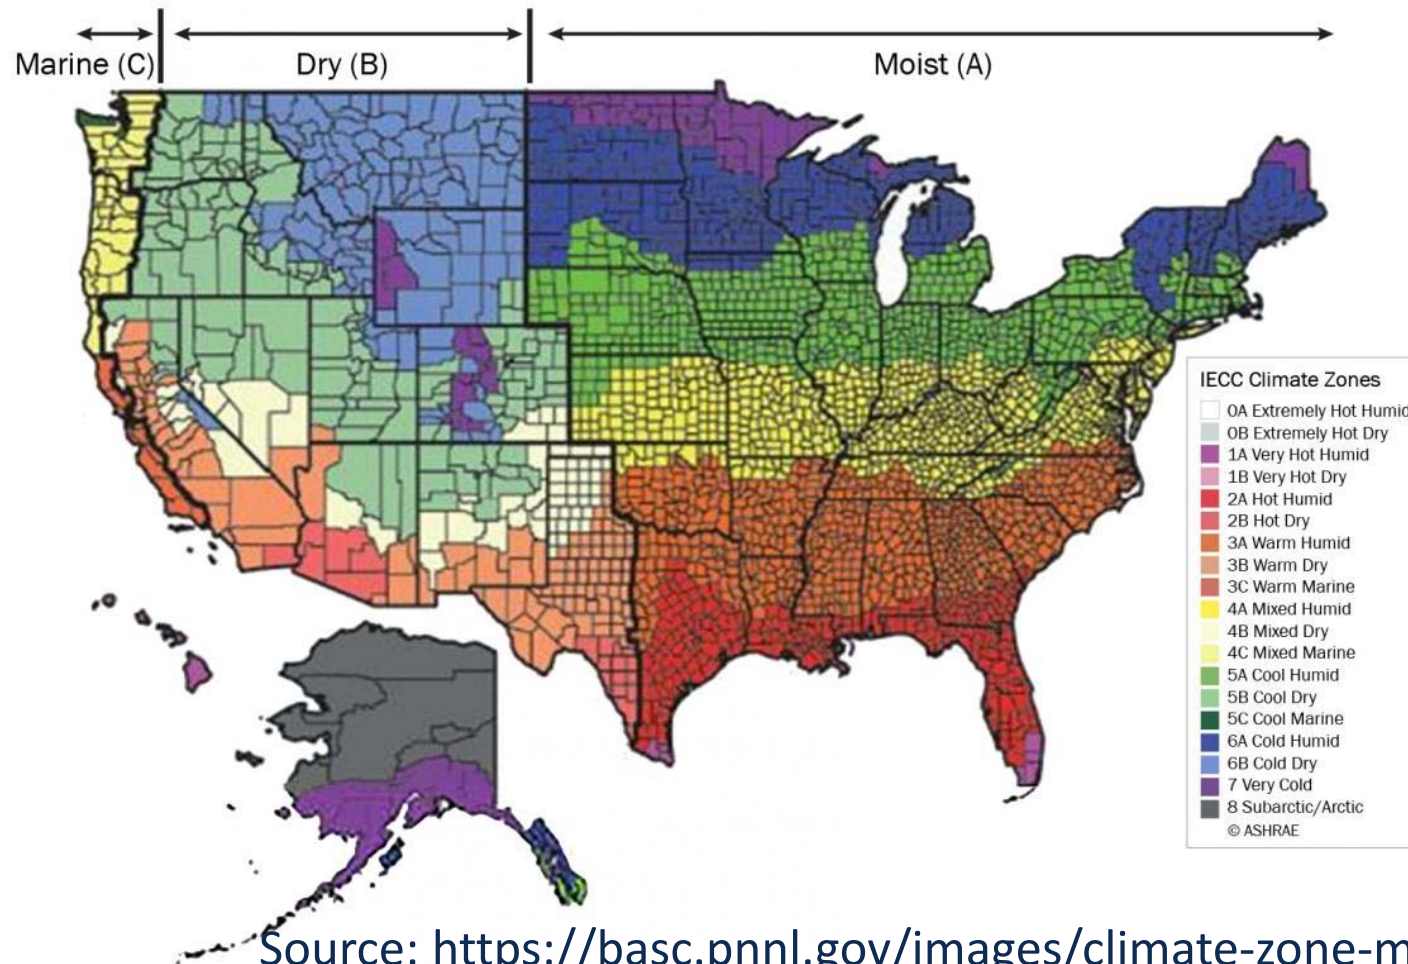 Marine (C)
Dry (B)
Moist (A)
IECC Climate Zones
0A Extremely Hot Humid
0B Extremely Hot Dry
1A Very Hot Humid
1B Very Hot Dry
2A Hot Humid
2B Hot Dry
3A Warm Humid
3B Warm Dry
3C Warm Marine
4A Mixed Humid
4B Mixed Dry
4C Mixed Marine
5A Cool Humid
5B Cool Dry
5C Cool Marine
6A Cold Humid
6B Cold Dry
7 Very Cold
8 Subarctic/Arctic
© ASHRAE
Source: https://basc.pnnl.gov/images/climate-zone-m